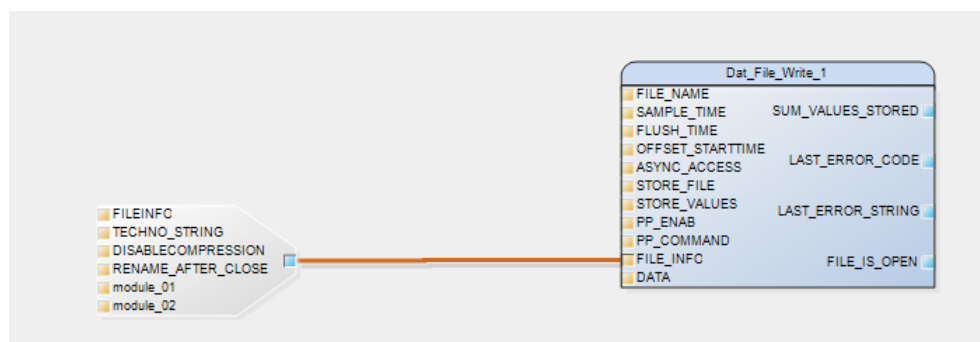 Dat_File_Write_1
FILE_NAME
SAMPLE_TIME
FLUSH_TIME
OFFSET_STARTTIME
ASYNC_ACCESS
STORE_FILE
STORE_VALUES
PP_ENAB
PP_COMMAND
FILE_INFO
DATA
SUM_VALUES_STORED
LAST_ERROR_CODE
LAST_ERROR_STRING
FILE_IS_OPEN
FILEINFO
TECHNO_STRING
DISABLECOMPRESSION
RENAME_AFTER_CLOSE
module_01
module_02